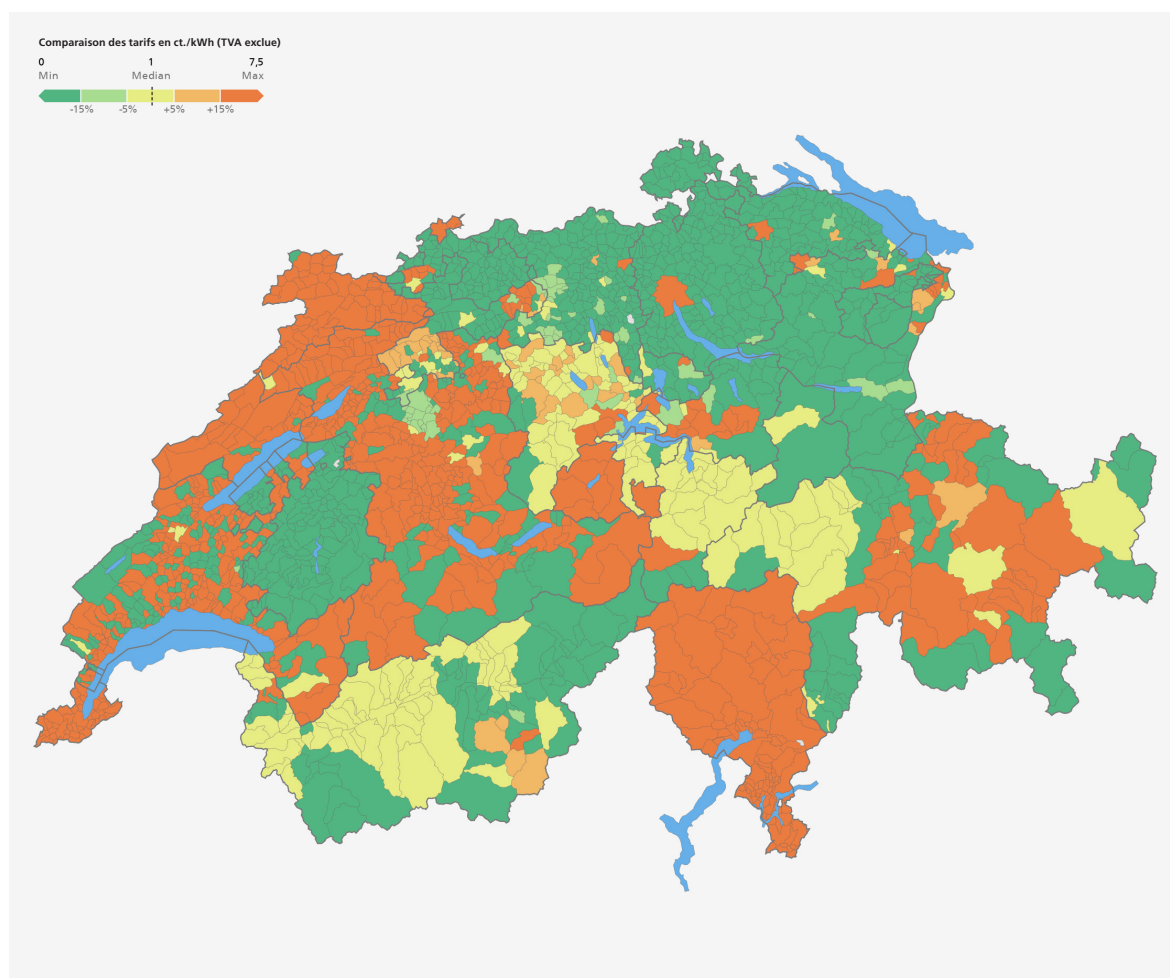 Comparaison des tarifs en ct./kWh (TVA exclue)
0 1 7,5
Min Median Max
-15% -5% +5% +15%